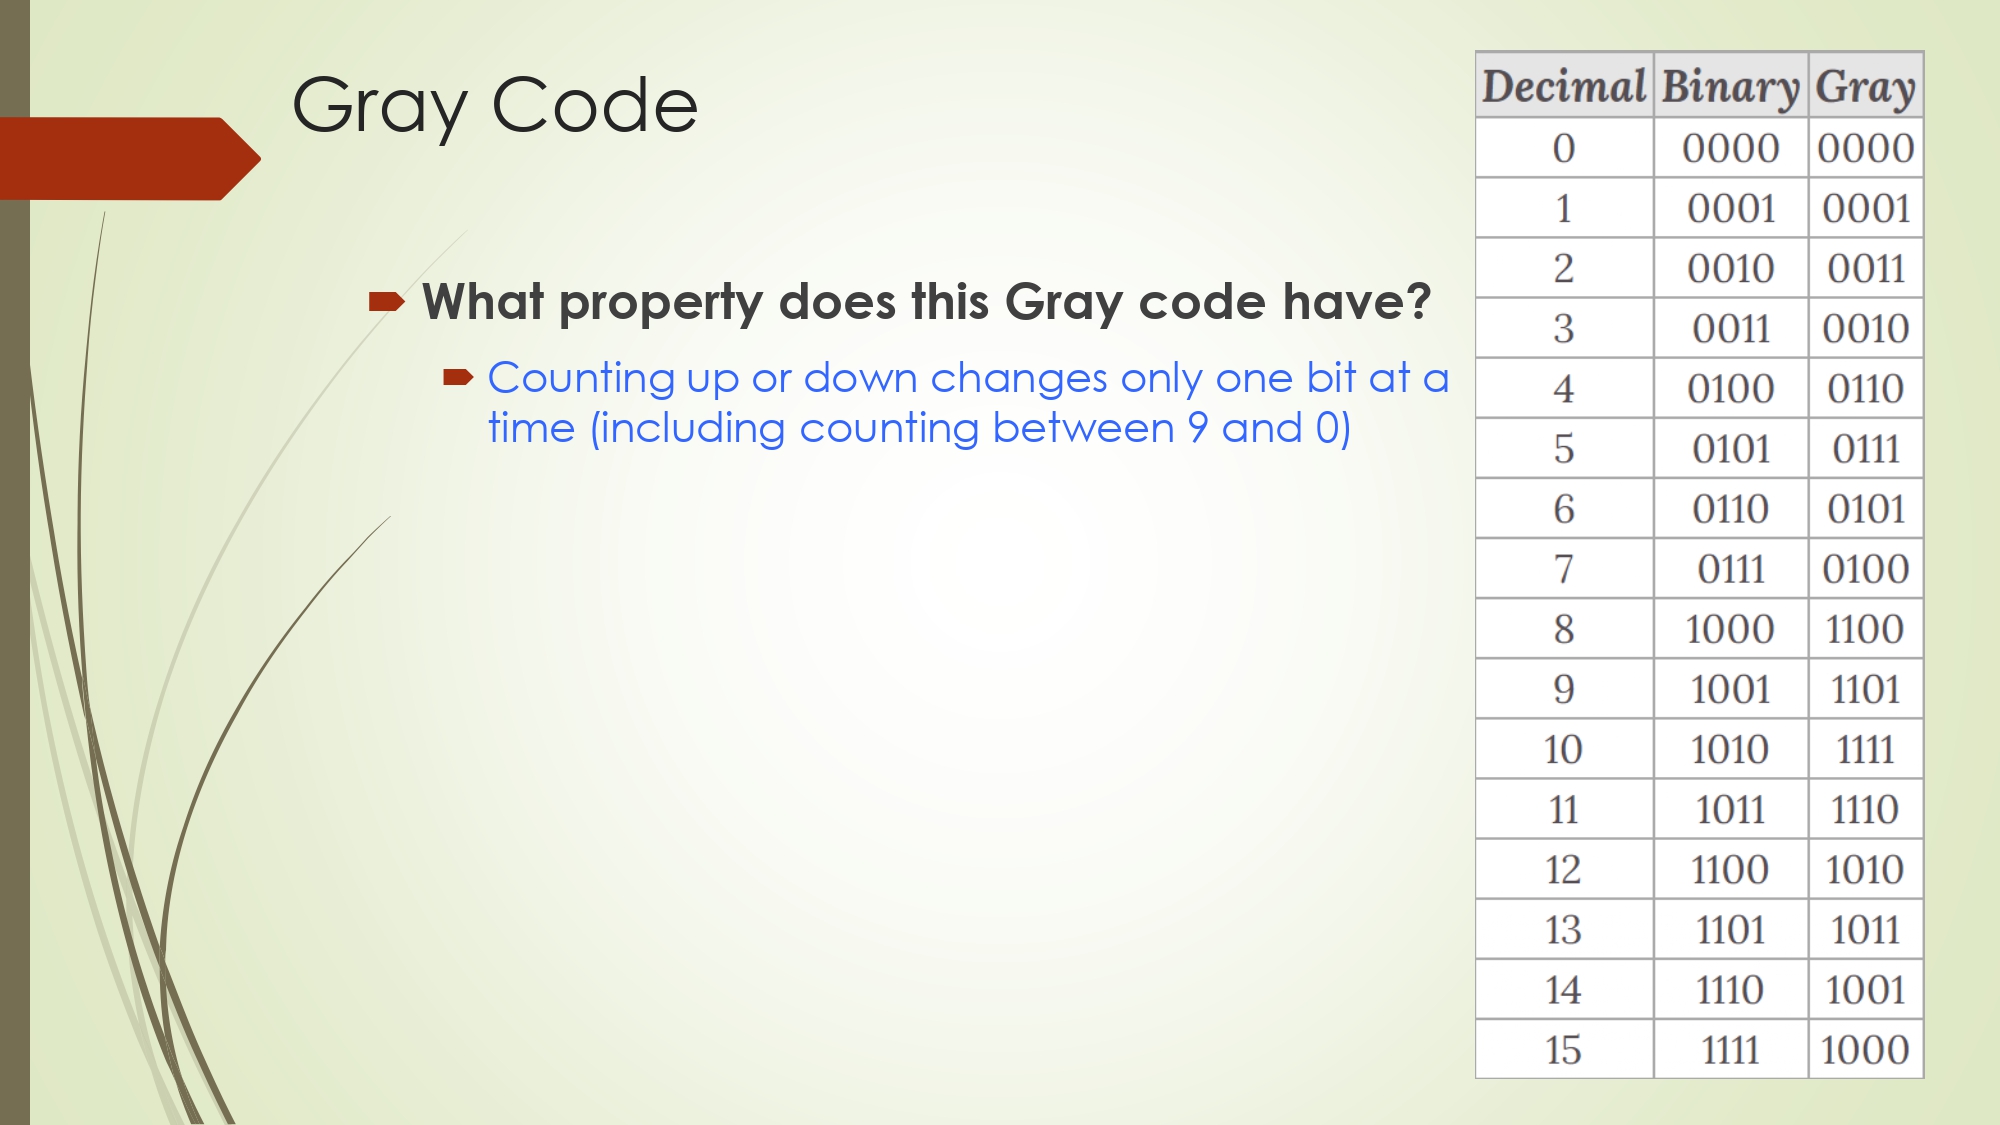 Gray Code
What property does this Gray code have?
Counting up or down changes only one bit at a
time (including counting between 9 and 0)
Decimal Binary Gray
0 0000 0000
1 0001 0001
2 0010 0011
3 0011 0010
4 0100 0110
5 0101 0111
6 0110 0101
7 0111 0100
8 1000 1100
9 1001 1101
10 1010 1111
11 1011 1110
12 1100 1010
13 1101 1011
14 1110 1001
15 1111 1000